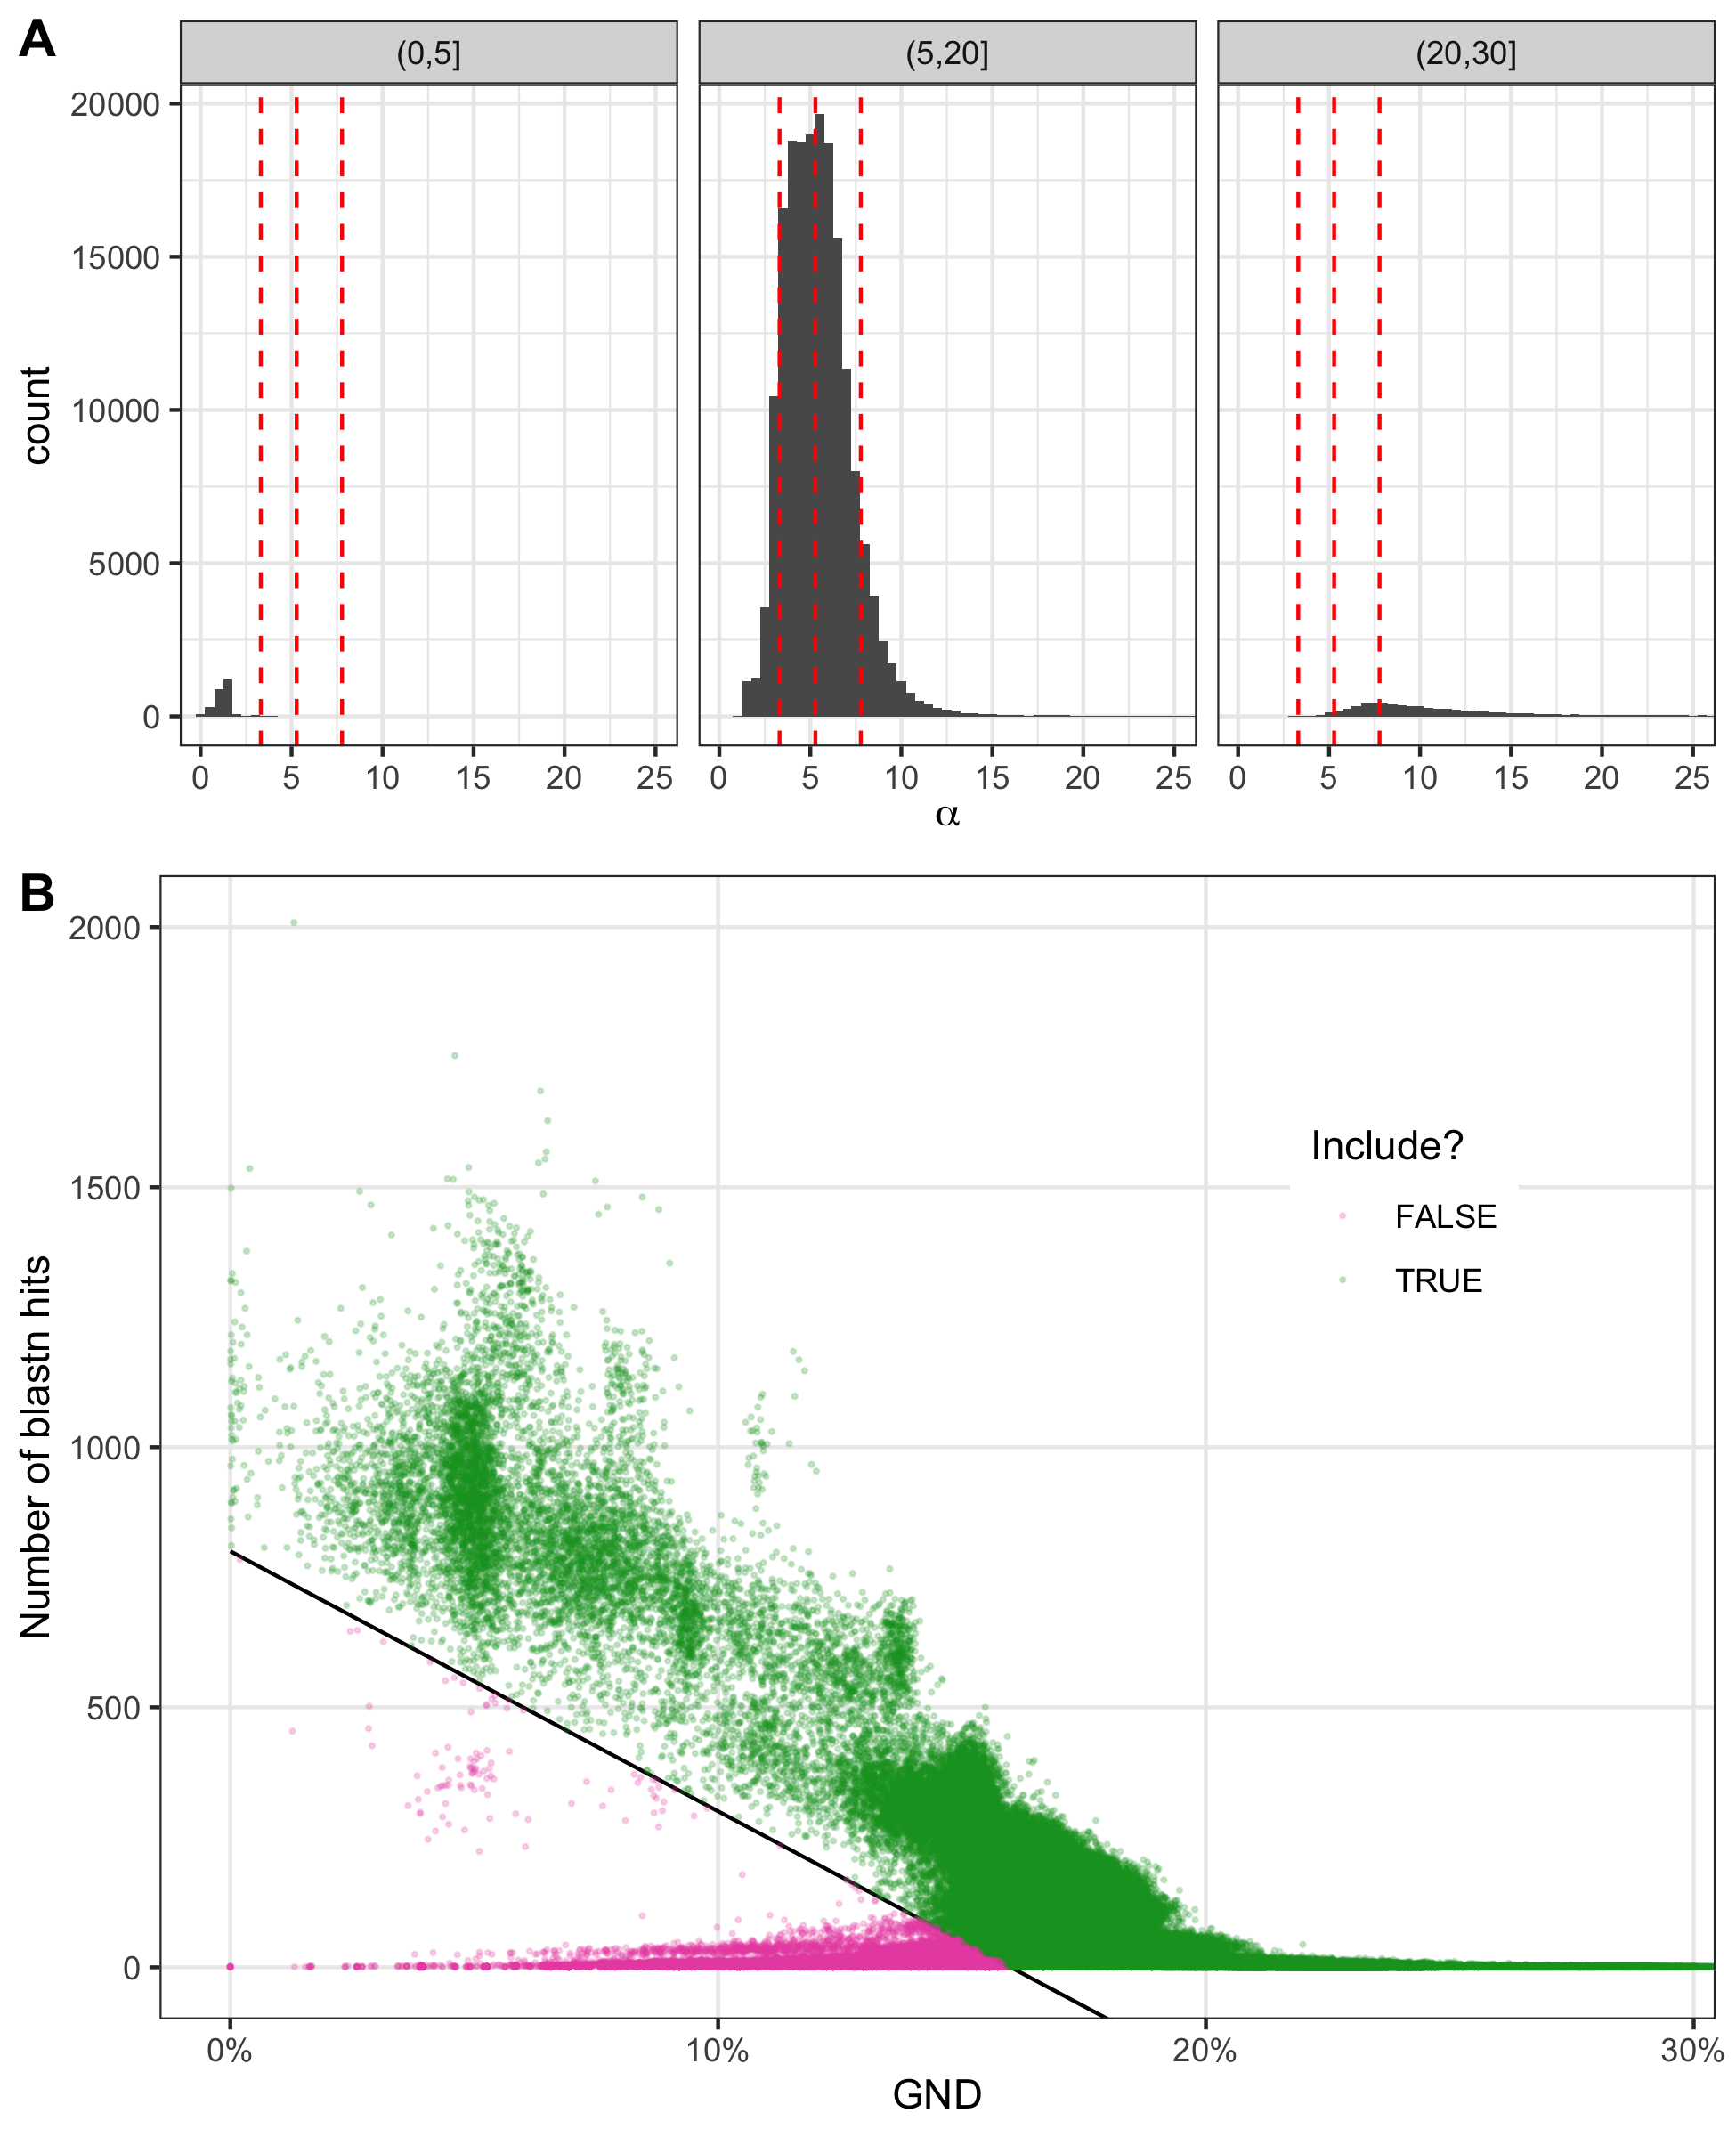 A
(0,5] (5,20] (20,30]
20000
15000
10000
5000
0
count
0 5 10 15 20 25 0 5 10 15 20 25 0 5 10 15 20 25
α
B
2000
1500
1000
500
0
Number of blastn hits
Include?
FALSE
TRUE
0% 10% 20% 30%
GND